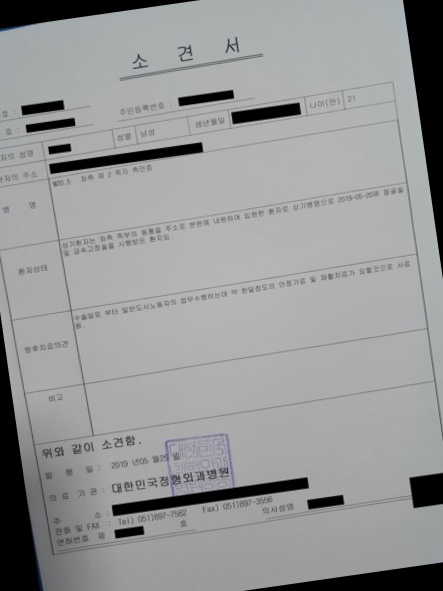 소 견 서
호 :
주민등록번호 :
호 :
자의 성명 성별 남성 생년월일 나이(만) 21
환자의 주소
병 명
M20.5 좌측 제 2 족지 측만증
환자상태
상기환자는 좌측 족부의 동통을 주소로 본원에 내원하여 입원한 환자로 상기병명으로 2019-05-20에 절골술
및 금속고정술을 시행받은 환자임.
향후치료의견
수술일로 부터 일반도시노동자의 업무수행하는데 약 한달정도의 안정가료 및 재활치료가 요할것으로 사료
됨.
비고
위와 같이 소견함.
발 행 일 : 2019 년05 월25 일
의료 기관 : 대한민국정형외과병원
주 소 :
전화 및 FAX : Tel) 051)897-7582 Fax) 051)897-3556
면허번호 제 호 의사성명